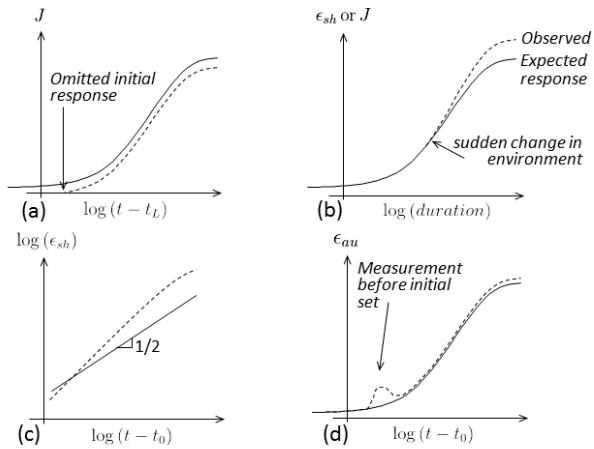 J
Omitted initial
response
(a)
log (t − t_L)
ϵ_sh or J
Observed
Expected
response
sudden change in
environment
(b)
log (duration)
log (ϵ_sh)
1/2
(c)
log (t − t_0)
ϵ_au
Measurement
before initial
set
(d)
log (t − t_0)